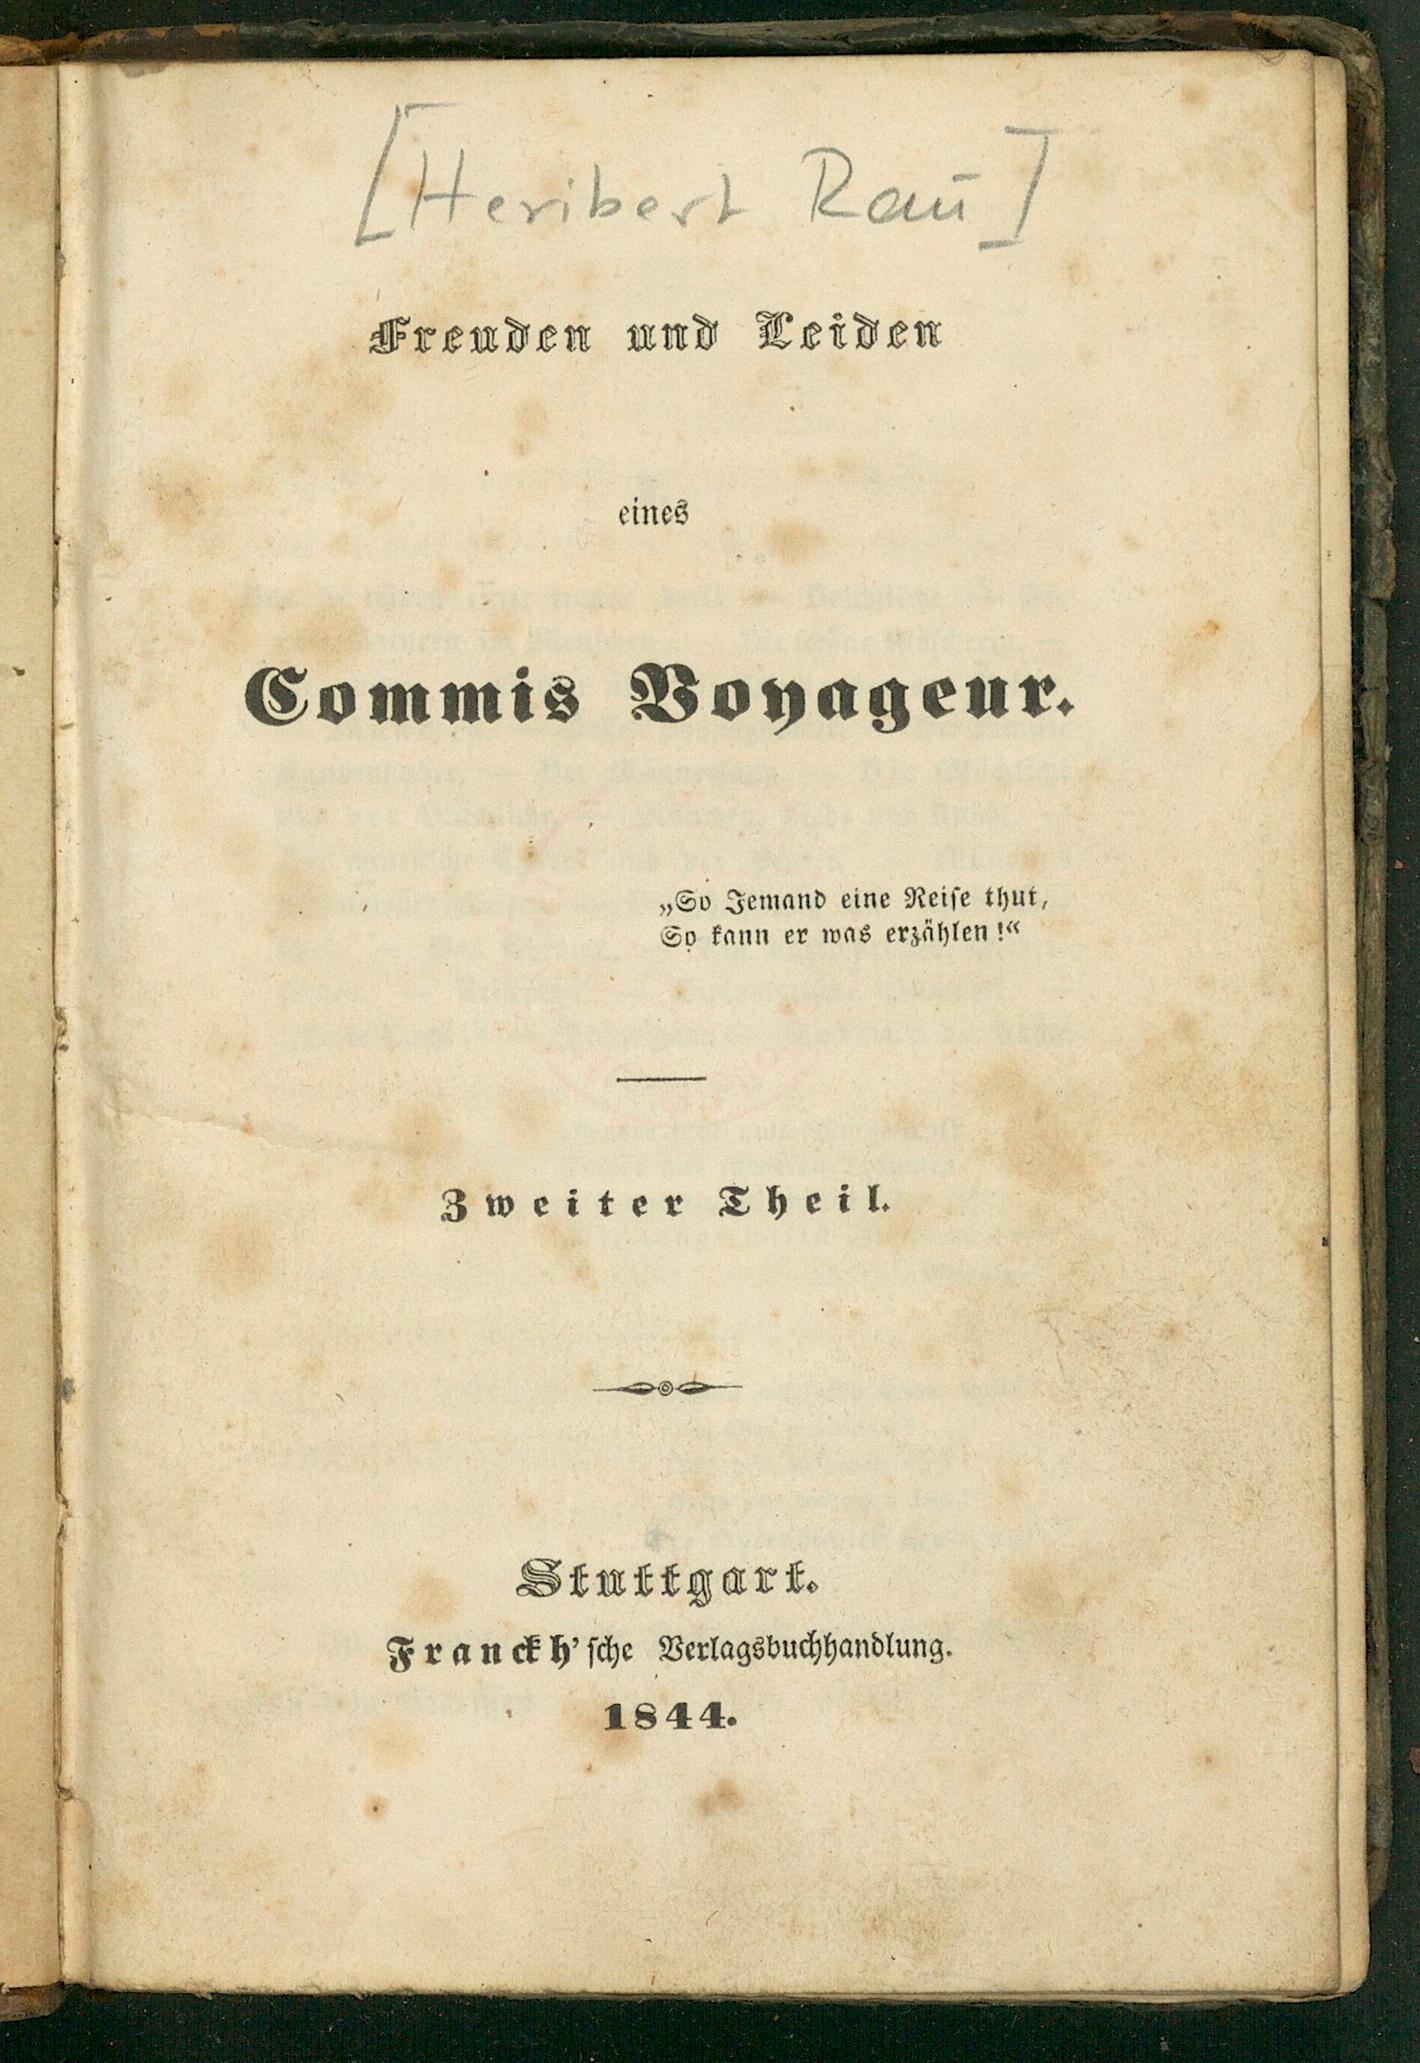 [Heribert Rau]
Freuden und Leiden
eines
Commis Voyageur.
„So Jemand eine Reiſe thut,
So kann er was erzählen!“
Zweiter Theil.
Stuttgart.
Franckh'ſche Verlagsbuchhandlung.
1844.